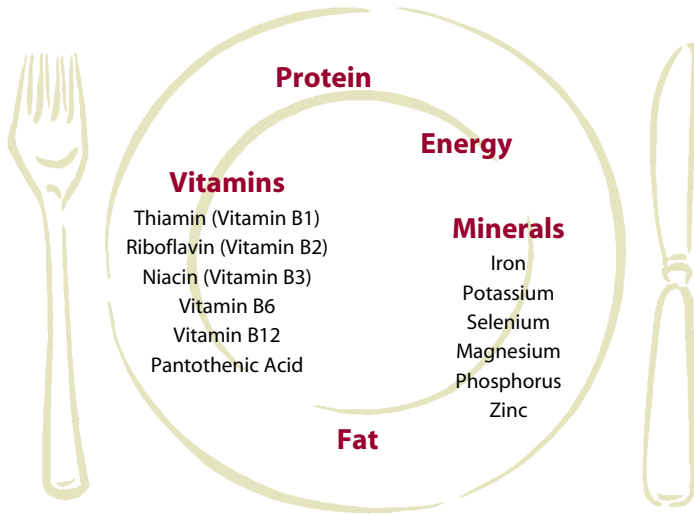 Protein
Energy
Vitamins
Thiamin (Vitamin B1)
Riboflavin (Vitamin B2)
Niacin (Vitamin B3)
Vitamin B6
Vitamin B12
Pantothenic Acid
Minerals
Iron
Potassium
Selenium
Magnesium
Phosphorus
Zinc
Fat